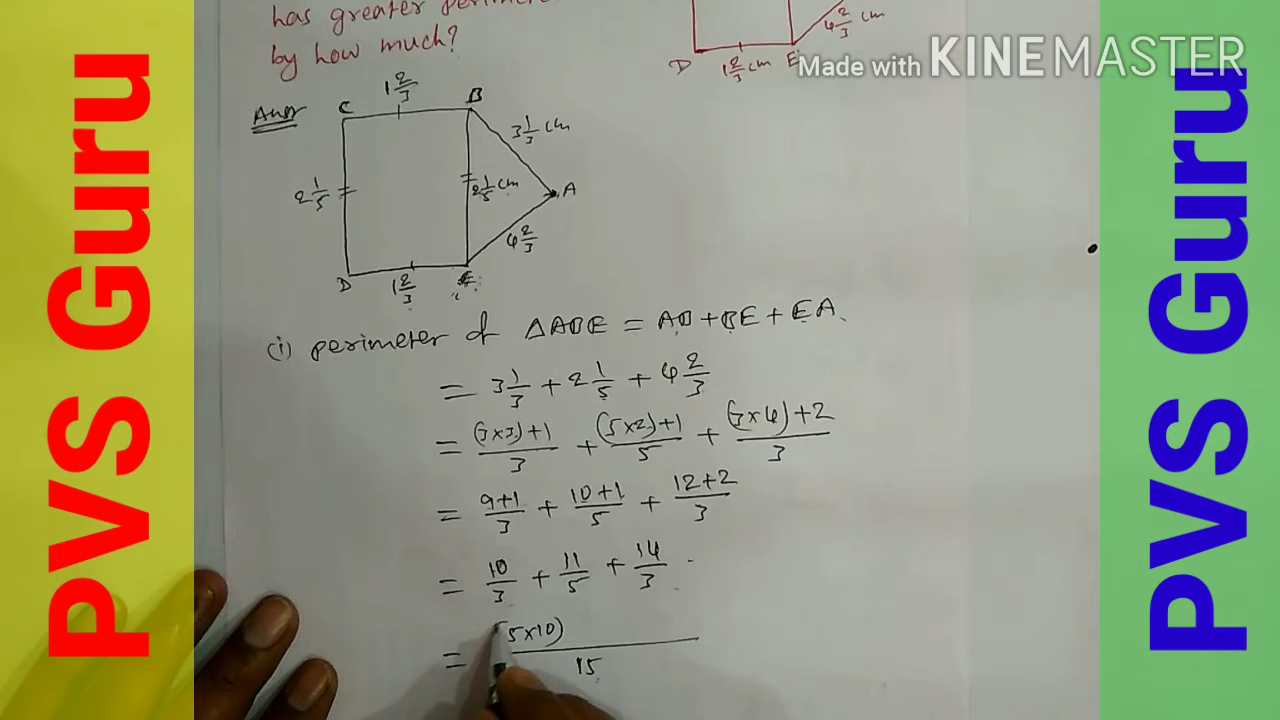 PVS Guru
has greater perimeter
by how much?
4 2/3 cm
D 1 2/3 cm E
Made with KINEMASTER
Ansr
C 1 2/3 B
3 1/3 cm
2 1/5
2 1/5 cm
A
4 2/3
D 1 2/3 E
(i) perimeter of ΔABE = AB + BE + EA.
= 3 1/3 + 2 1/5 + 4 2/3
= (3×3)+1/3 + (5×2)+1/5 + (3×4)+2/3
= 9+1/3 + 10+1/5 + 12+2/3
= 10/3 + 11/5 + 14/3
= (5×10)/15
PVS Guru